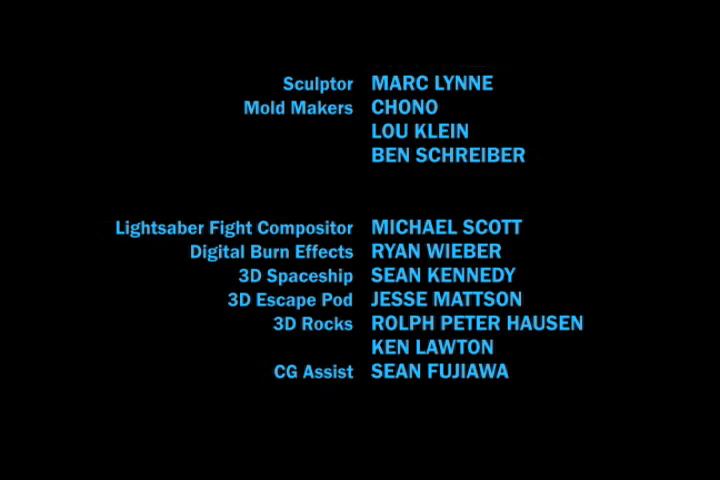 Sculptor MARC LYNNE
Mold Makers CHONO
LOU KLEIN
BEN SCHREIBER
Lightsaber Fight Compositor MICHAEL SCOTT
Digital Burn Effects RYAN WIEBER
3D Spaceship SEAN KENNEDY
3D Escape Pod JESSE MATTSON
3D Rocks ROLPH PETER HAUSEN
KEN LAWTON
CG Assist SEAN FUJIAWA